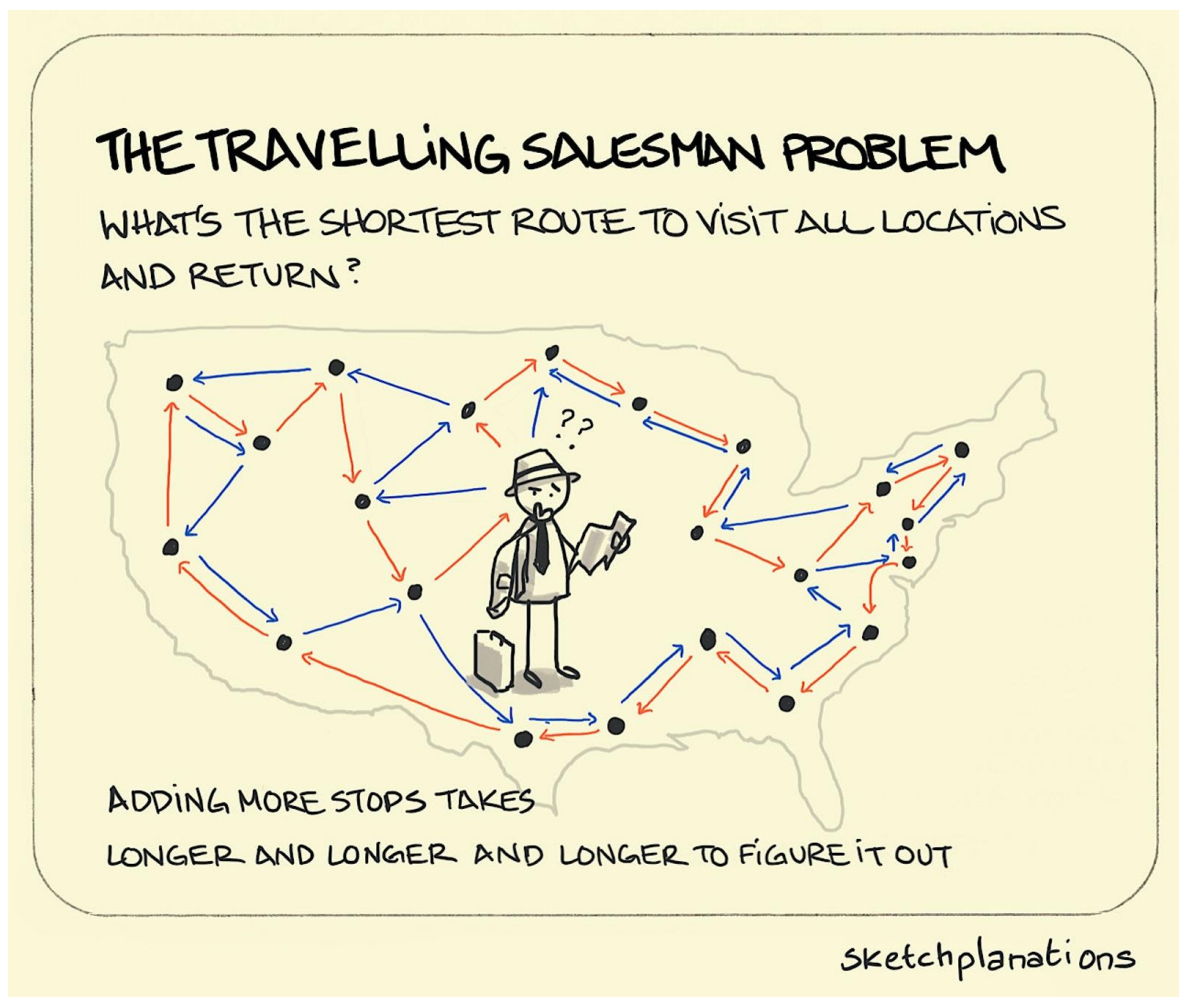 THE TRAVELLING SALESMAN PROBLEM
WHAT'S THE SHORTEST ROUTE TO VISIT ALL LOCATIONS
AND RETURN?
??
ADDING MORE STOPS TAKES
LONGER AND LONGER AND LONGER TO FIGURE IT OUT
sketchplanations